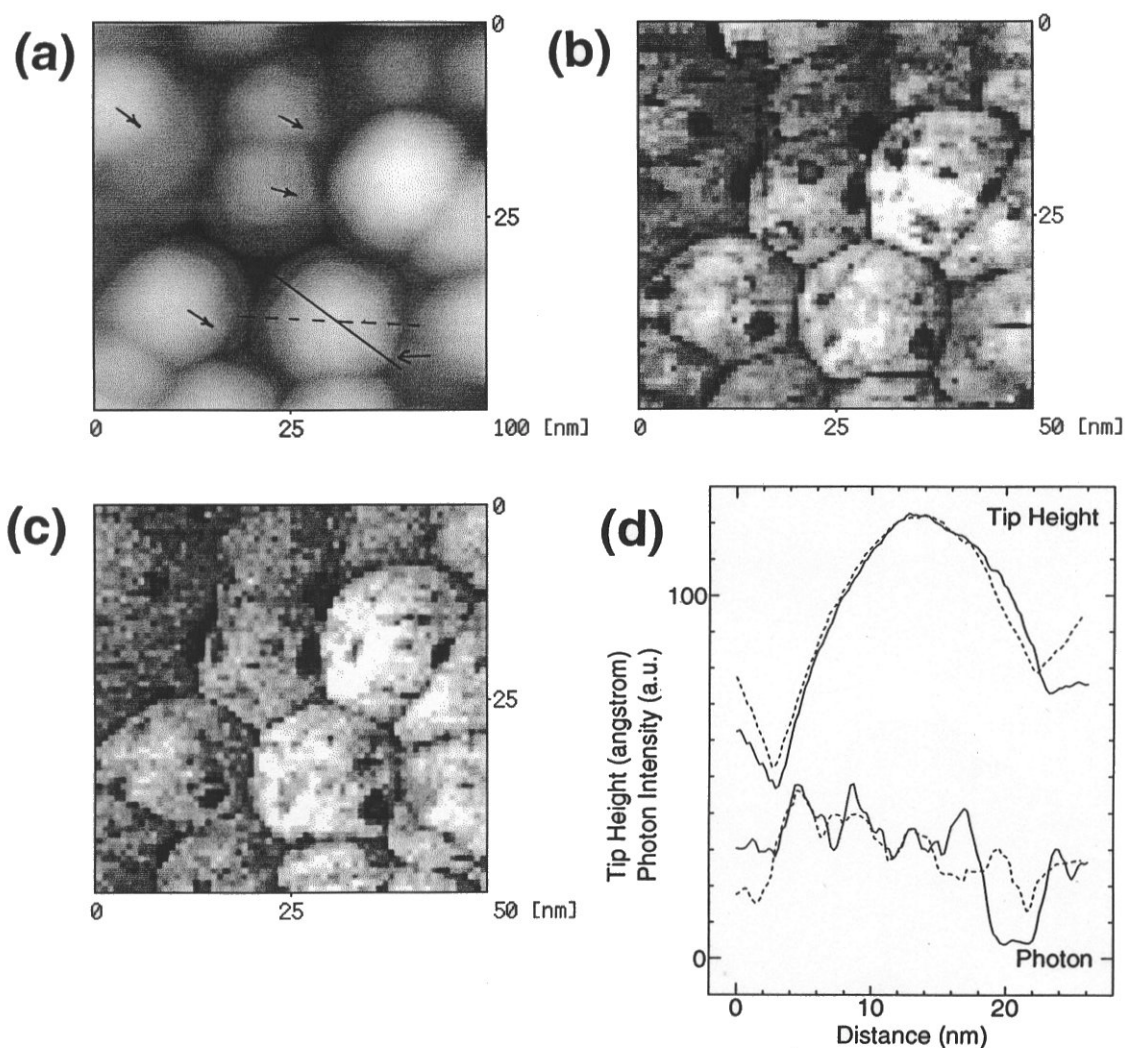 (a)
0
25
0 25 100 [nm]
(b)
0
25
0 25 50 [nm]
(c)
0
25
0 25 50 [nm]
(d)
Tip Height
100
0
Photon
Tip Height (angstrom)
Photon Intensity (a.u.)
0 10 20
Distance (nm)